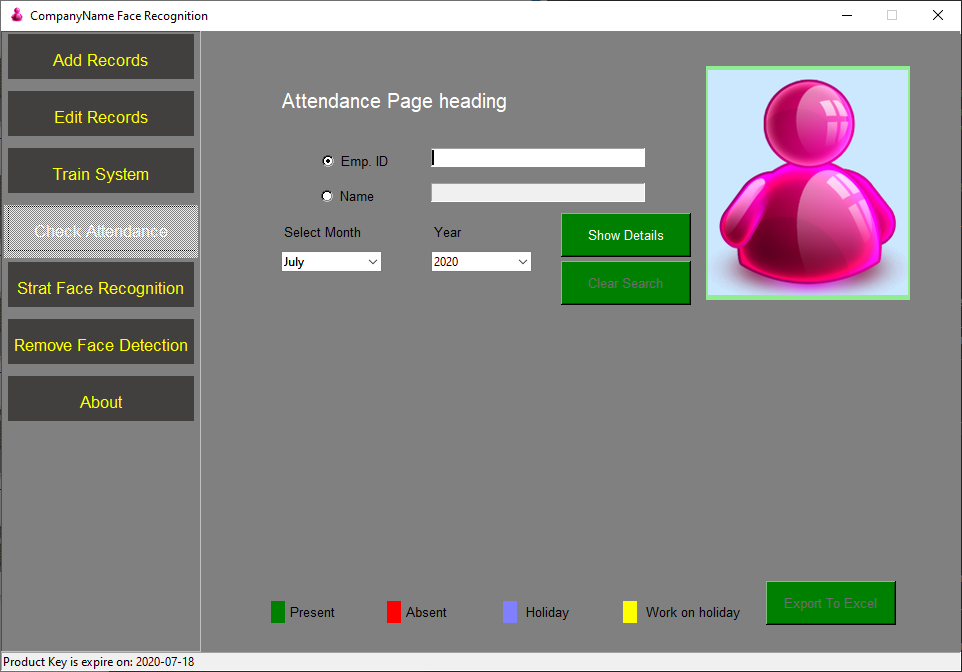 CompanyName Face Recognition
Add Records
Edit Records
Train System
Check Attendance
Strat Face Recognition
Remove Face Detection
About
Attendance Page heading
Emp. ID
Name
Select Month
Year
July
2020
Show Details
Clear Search
Present
Absent
Holiday
Work on holiday
Export To Excel
Product Key is expire on: 2020-07-18